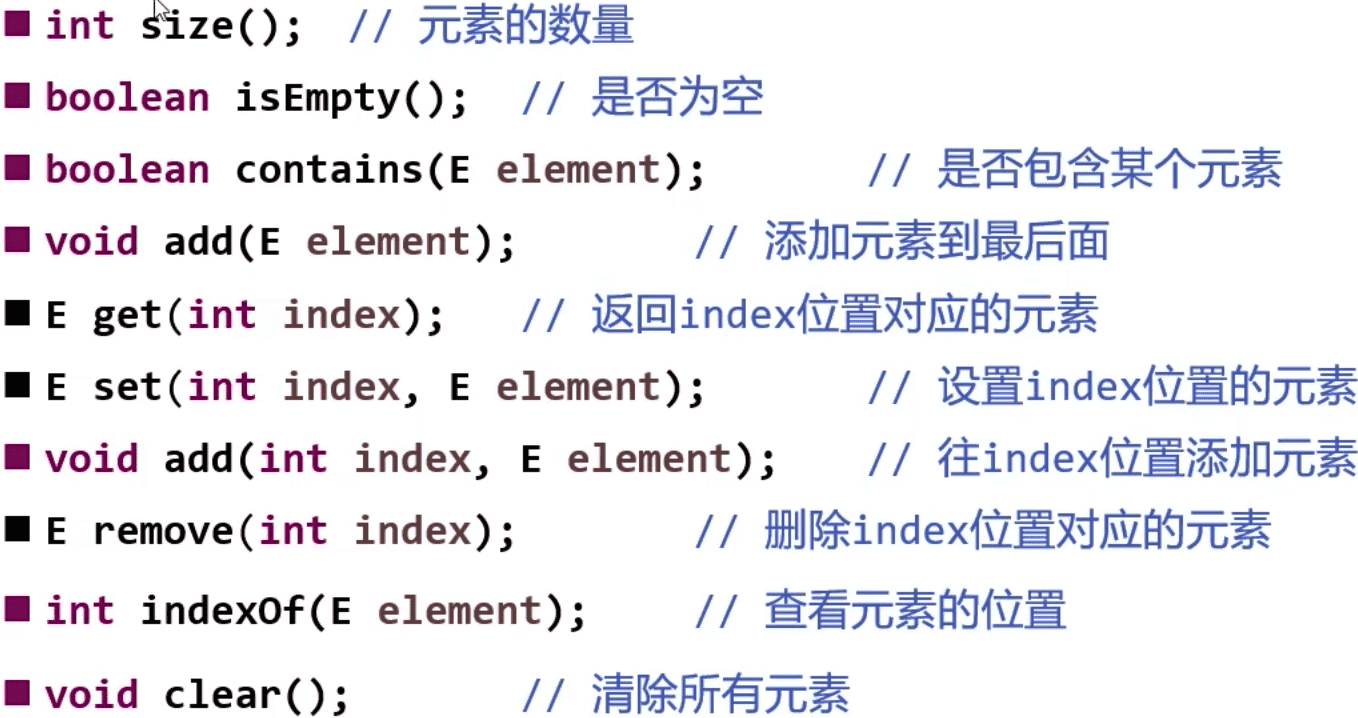 int size(); // 元素的数量
boolean isEmpty(); // 是否为空
boolean contains(E element); // 是否包含某个元素
void add(E element); // 添加元素到最后面
E get(int index); // 返回index位置对应的元素
E set(int index, E element); // 设置index位置的元素
void add(int index, E element); // 往index位置添加元素
E remove(int index); // 删除index位置对应的元素
int indexOf(E element); // 查看元素的位置
void clear(); // 清除所有元素